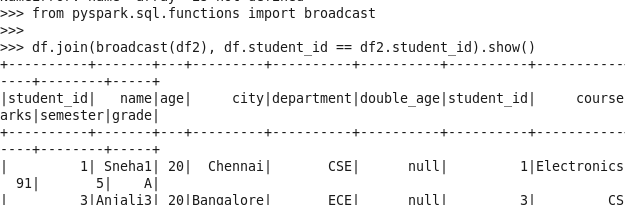 >>> from pyspark.sql.functions import broadcast
>>>
>>> df.join(broadcast(df2), df.student_id == df2.student_id).show()
+----------+-------+---+---------+----------+----------+----------+-----------
----+--------+-----+
|student_id|   name|age|     city|department|double_age|student_id|     course
arks|semester|grade|
+----------+-------+---+---------+----------+----------+----------+-----------
----+--------+-----+
|         1| Sneha1| 20|  Chennai|       CSE|      null|         1|Electronics
  91|       5|    A|
|         3|Anjali3| 20|Bangalore|       ECE|      null|         3|         CS